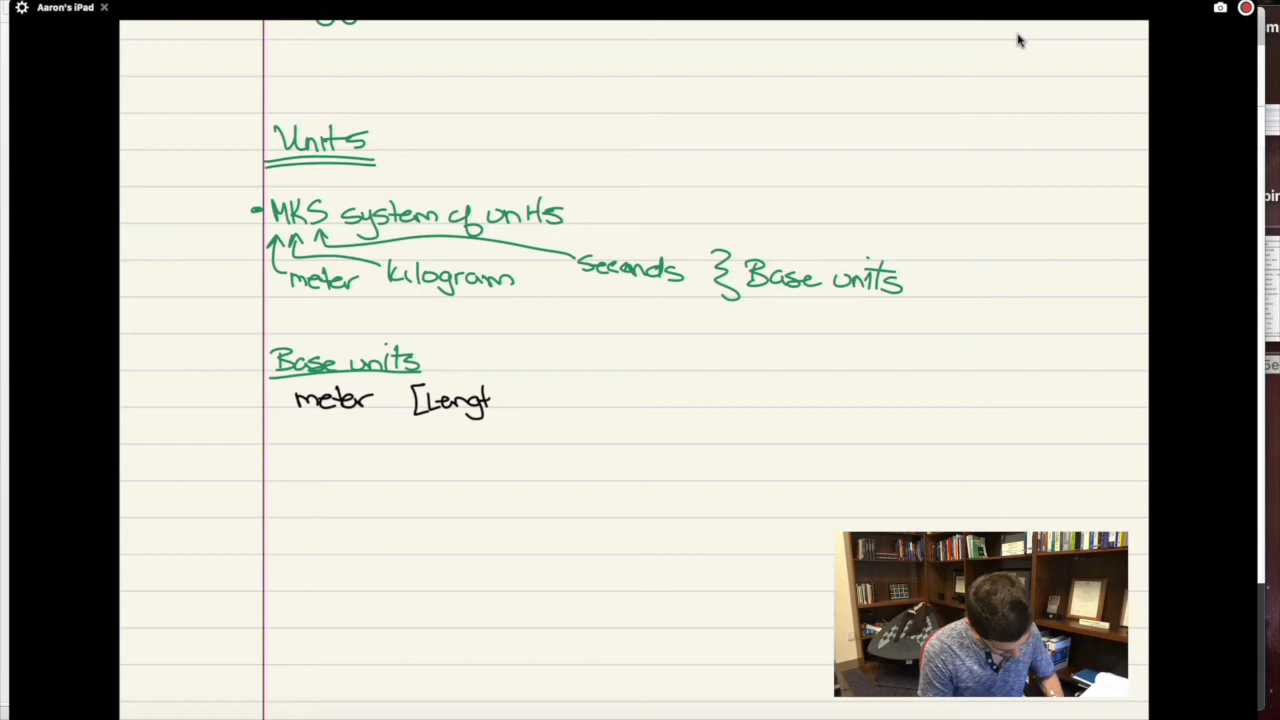 Aaron's iPad
Units
MKS system of units
meter kilogram seconds } Base units
Base units
meter [Lengt